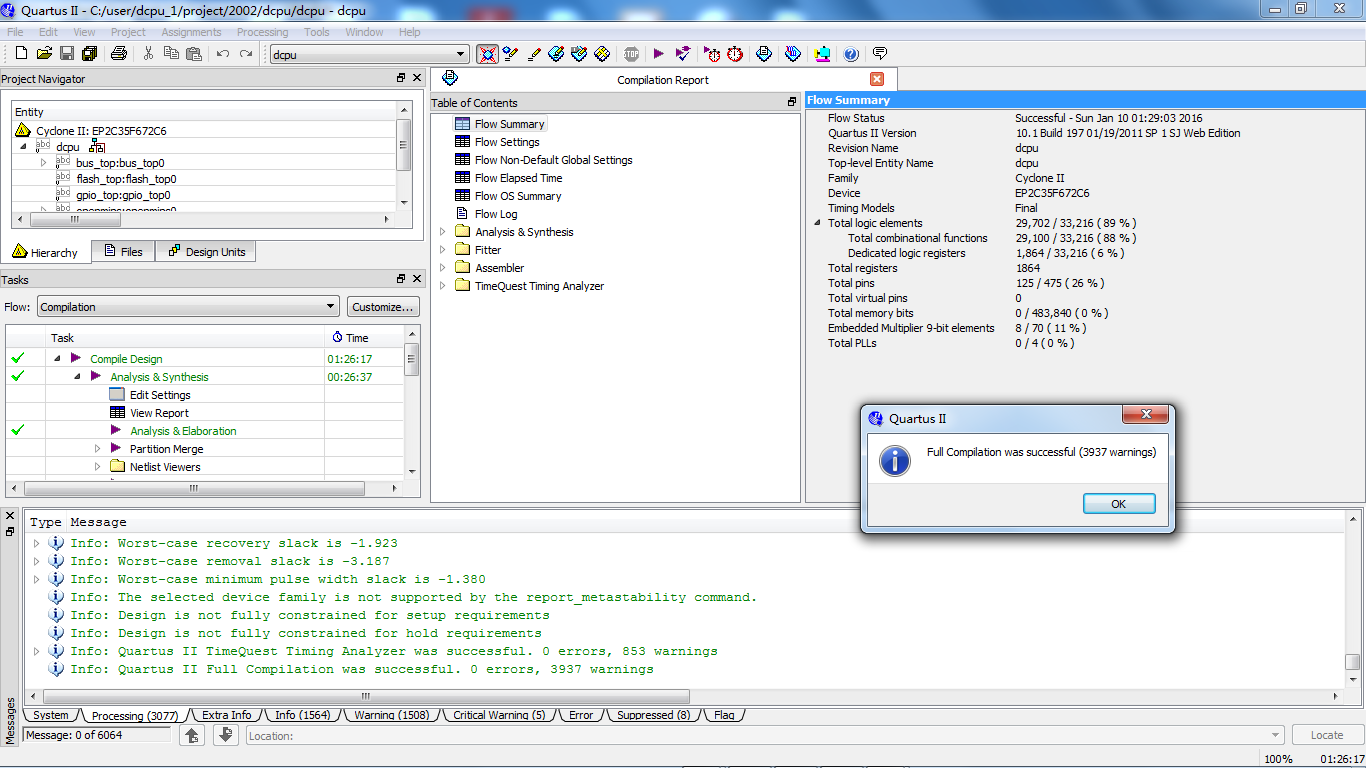 Quartus II - C:/user/dcpu_1/project/2002/dcpu/dcpu - dcpu
File Edit View Project Assignments Processing Tools Window Help
dcpu
Project Navigator
Entity
Cyclone II: EP2C35F672C6
dcpu
bus_top:bus_top0
flash_top:flash_top0
gpio_top:gpio_top0
Hierarchy Files Design Units
Tasks
Flow: Compilation Customize...
Task Time
Compile Design 01:26:17
Analysis & Synthesis 00:26:37
Edit Settings
View Report
Analysis & Elaboration
Partition Merge
Netlist Viewers
Compilation Report
Table of Contents
Flow Summary
Flow Settings
Flow Non-Default Global Settings
Flow Elapsed Time
Flow OS Summary
Flow Log
Analysis & Synthesis
Fitter
Assembler
TimeQuest Timing Analyzer
Flow Summary
Flow Status Successful - Sun Jan 10 01:29:03 2016
Quartus II Version 10.1 Build 197 01/19/2011 SP 1 SJ Web Edition
Revision Name dcpu
Top-level Entity Name dcpu
Family Cyclone II
Device EP2C35F672C6
Timing Models Final
Total logic elements 29,702 / 33,216 ( 89 % )
Total combinational functions 29,100 / 33,216 ( 88 % )
Dedicated logic registers 1,864 / 33,216 ( 6 % )
Total registers 1864
Total pins 125 / 475 ( 26 % )
Total virtual pins 0
Total memory bits 0 / 483,840 ( 0 % )
Embedded Multiplier 9-bit elements 8 / 70 ( 11 % )
Total PLLs 0 / 4 ( 0 % )
Quartus II
Full Compilation was successful (3937 warnings)
OK
Type Message
Info: Worst-case recovery slack is -1.923
Info: Worst-case removal slack is -3.187
Info: Worst-case minimum pulse width slack is -1.380
Info: The selected device family is not supported by the report_metastability command.
Info: Design is not fully constrained for setup requirements
Info: Design is not fully constrained for hold requirements
Info: Quartus II TimeQuest Timing Analyzer was successful. 0 errors, 853 warnings
Info: Quartus II Full Compilation was successful. 0 errors, 3937 warnings
System Processing (3077) Extra Info Info (1564) Warning (1508) Critical Warning (5) Error Suppressed (8) Flag
Messages
Message: 0 of 6064 Location: Locate
100% 01:26:17